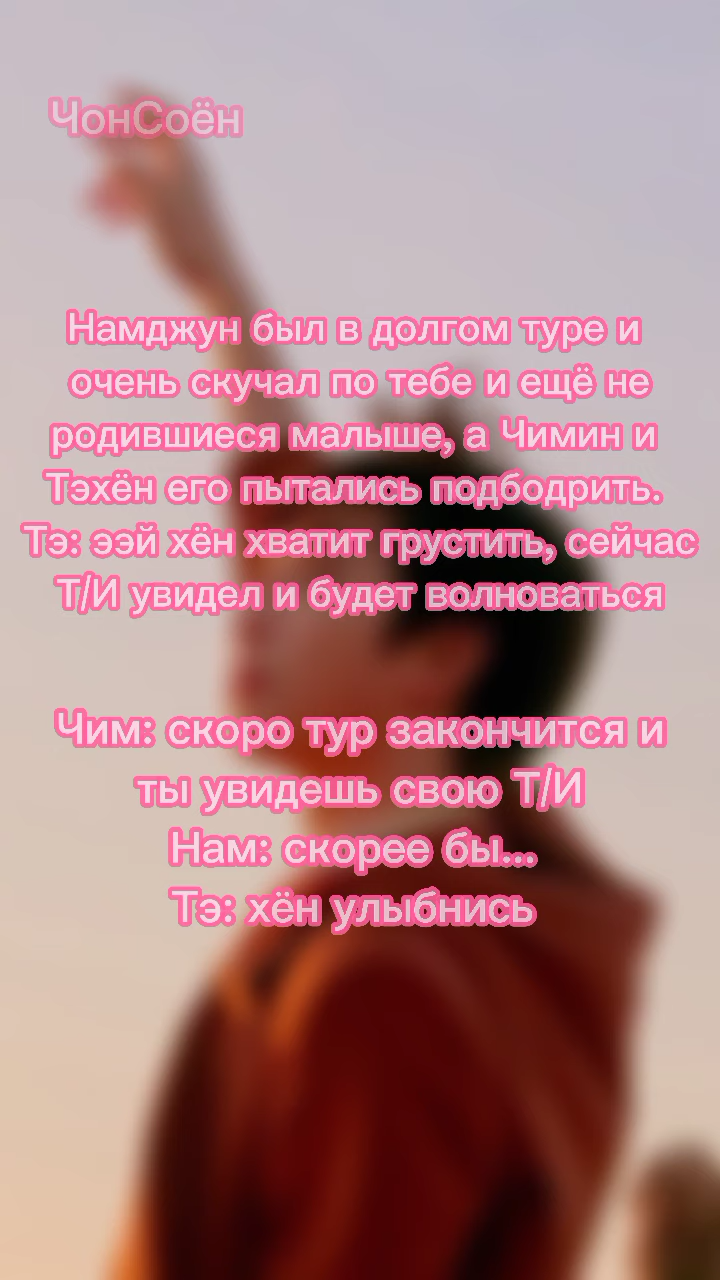 ЧонСоён
Намджун был в долгом туре и
очень скучал по тебе и ещё не
родившиеся малыше, а Чимин и
Тэхён его пытались подбодрить.
Тэ: ээй хён хватит грустить, сейчас
Т/И увидел и будет волноваться
Чим: скоро тур закончится и
ты увидешь свою Т/И
Нам: скорее бы...
Тэ: хён улыбнись